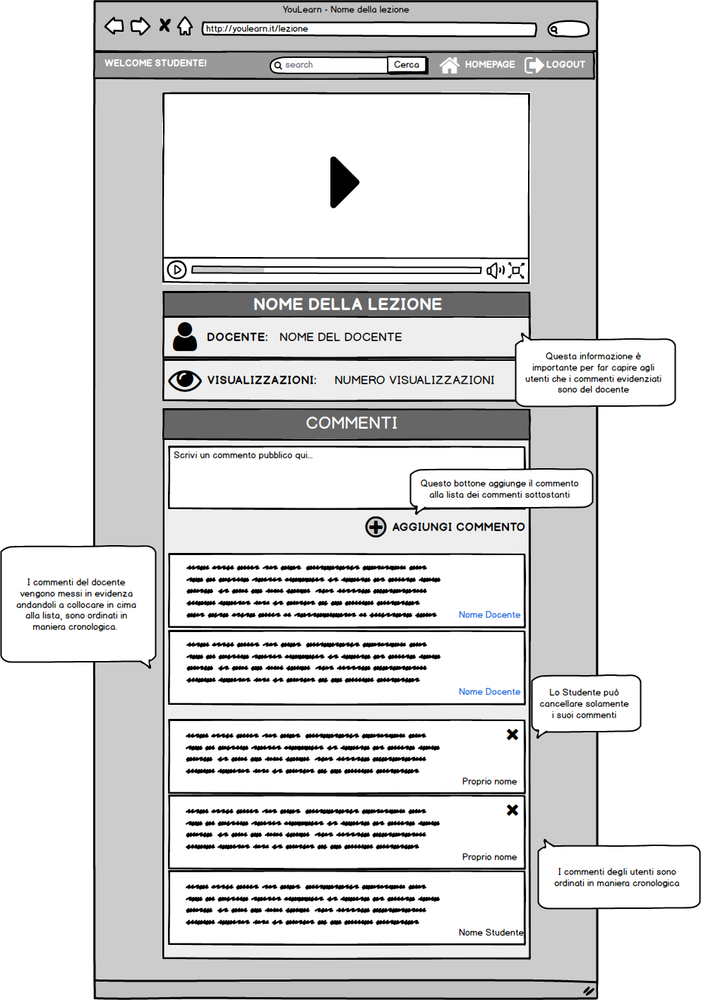 YouLearn - Nome della lezione
http://youlearn.it/lezione
WELCOME STUDENTE!
search
Cerca
HOMEPAGE
LOGOUT
NOME DELLA LEZIONE
DOCENTE: NOME DEL DOCENTE
Questa informazione è
importante per far capire agli
utenti che i commenti evidenziati
sono del docente
VISUALIZZAZIONI: NUMERO VISUALIZZAZIONI
COMMENTI
Scrivi un commento pubblico qui...
Questo bottone aggiunge il commento
alla lista dei commenti sottostanti
AGGIUNGI COMMENTO
I commenti del docente
vengono messi in evidenza
andandoli a collocare in cima
alla lista, sono ordinati in
maniera cronologica.
Nome Docente
Nome Docente
Lo Studente può
cancellare solamente
i suoi commenti
Proprio nome
Proprio nome
I commenti degli utenti sono
ordinati in maniera cronologica
Nome Studente